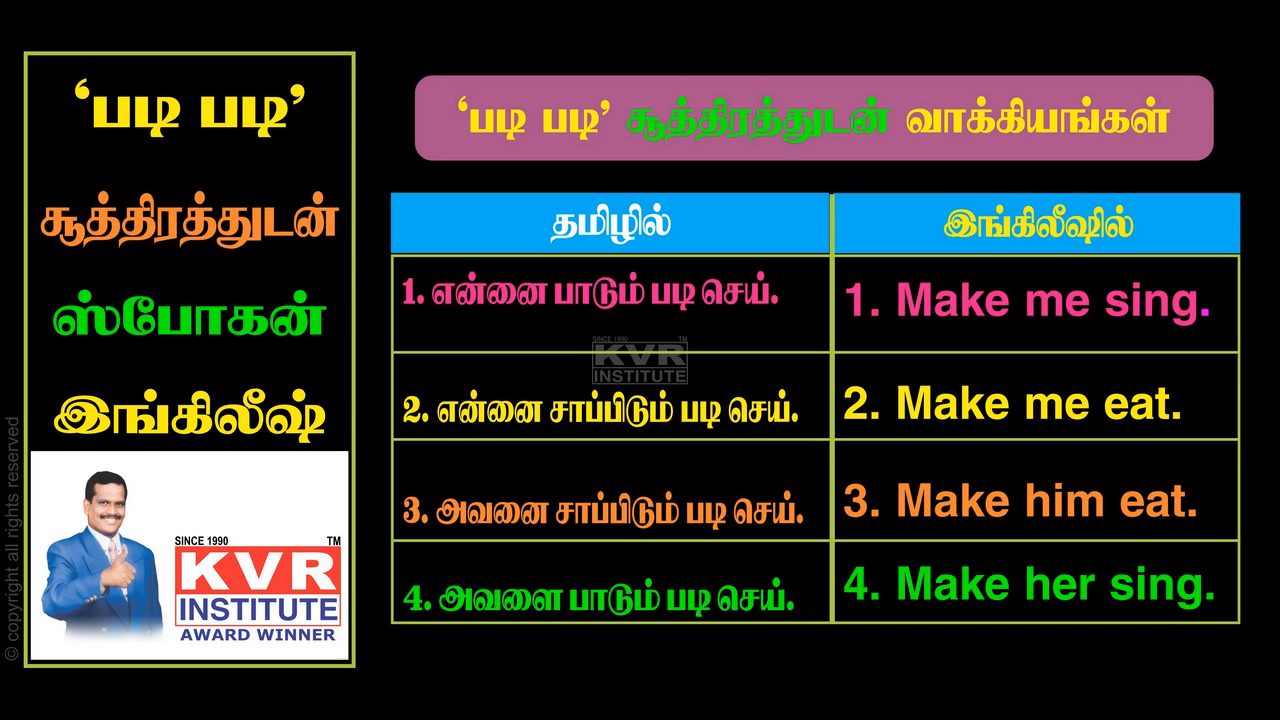 ‘படி படி’
சூத்திரத்துடன்
ஸ்போகன்
இங்கிலீஷ்
SINCE 1990 TM
KVR
INSTITUTE
AWARD WINNER
© copyright all rights reserved
‘படி படி’ சூத்திரத்துடன் வாக்கியங்கள்
தமிழில் இங்கிலீஷில்
1. என்னை பாடும் படி செய். 1. Make me sing.
SINCE 1990 TM
KVR
INSTITUTE
2. என்னை சாப்பிடும் படி செய். 2. Make me eat.
3. அவனை சாப்பிடும் படி செய். 3. Make him eat.
4. அவளை பாடும் படி செய். 4. Make her sing.